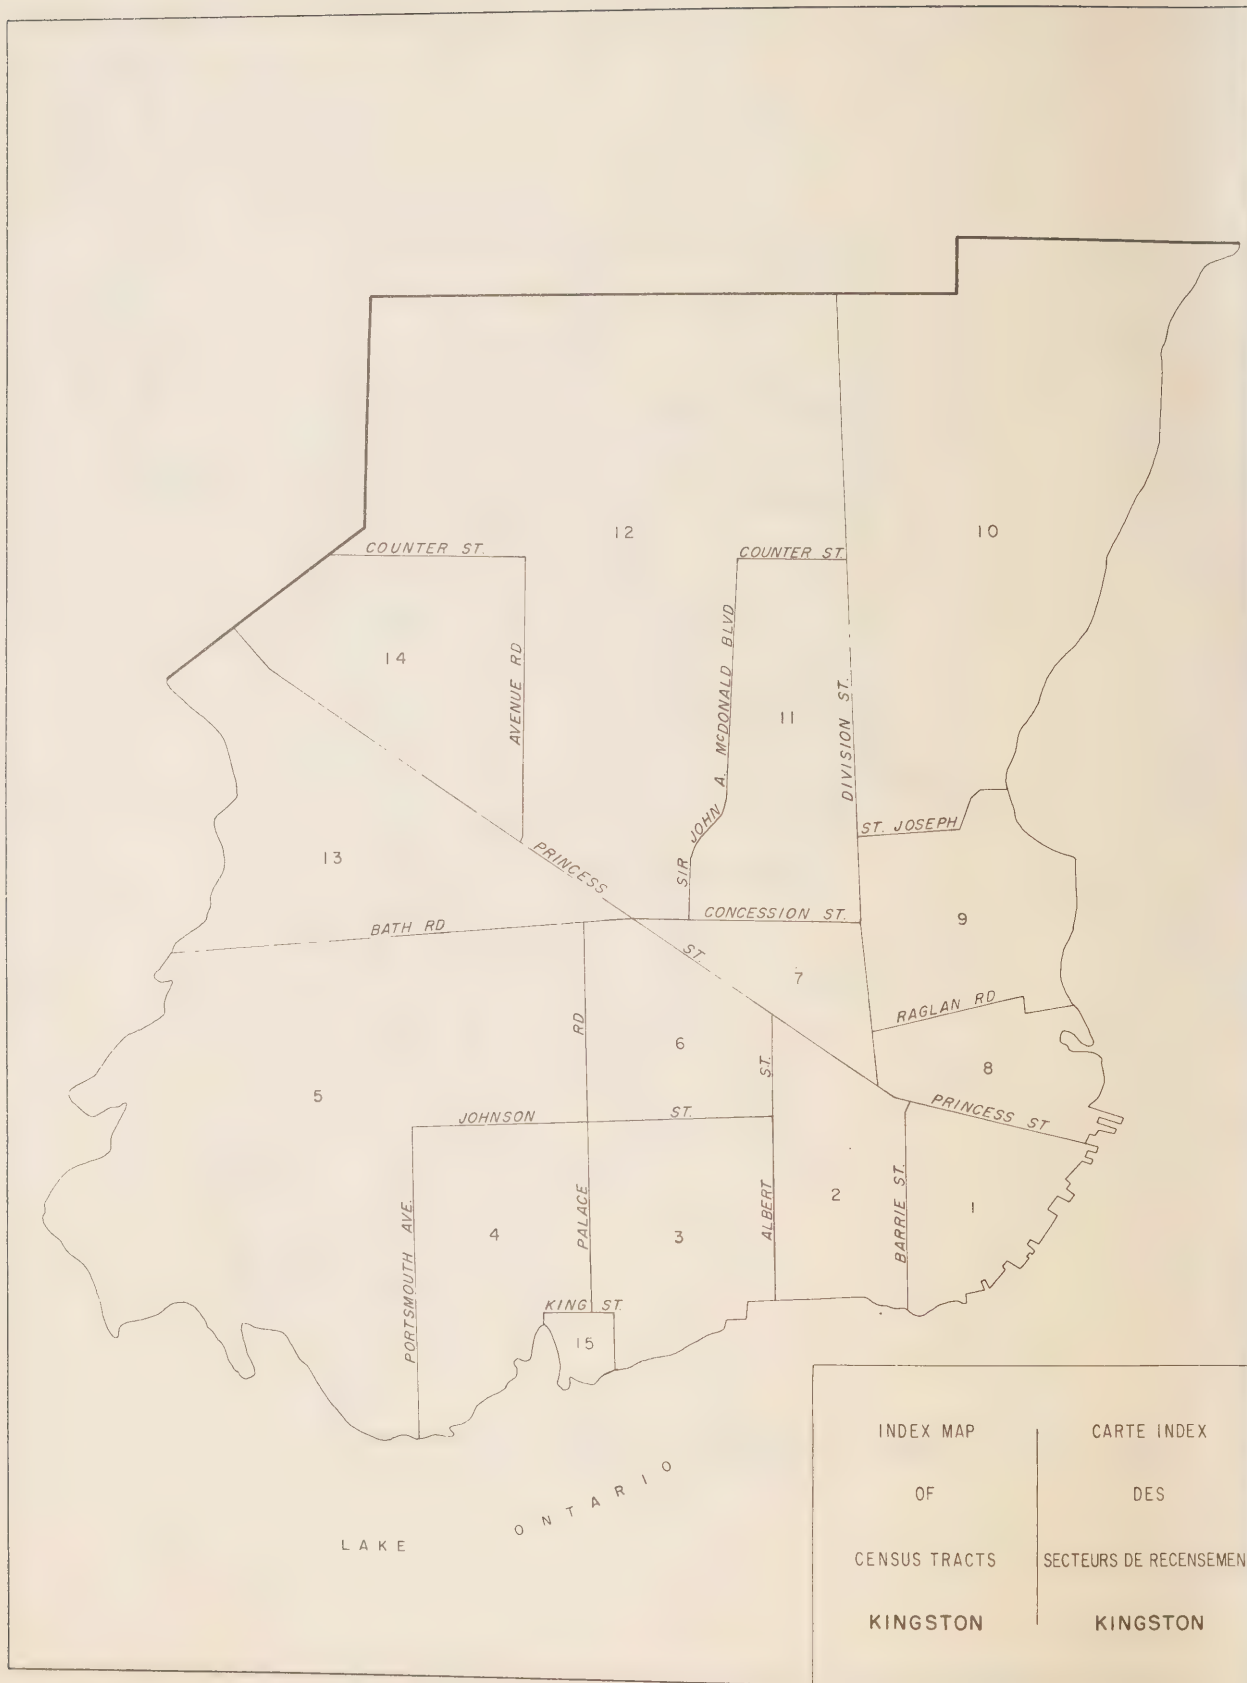 12
10
COUNTER ST.
COUNTER ST.
14
AVENUE RD
SIR JOHN A. McDONALD BLVD
11
DIVISION ST.
ST. JOSEPH
13
PRINCESS ST.
BATH RD
CONCESSION ST.
9
7
RAGLAN RD
6
8
5
JOHNSON ST.
PRINCESS ST
PORTSMOUTH AVE.
4
PALACE RD
3
ALBERT ST.
2
BARRIE ST.
1
KING ST.
15
LAKE ONTARIO
INDEX MAP
OF
CENSUS TRACTS
KINGSTON
CARTE INDEX
DES
SECTEURS DE RECENSEMEN
KINGSTON